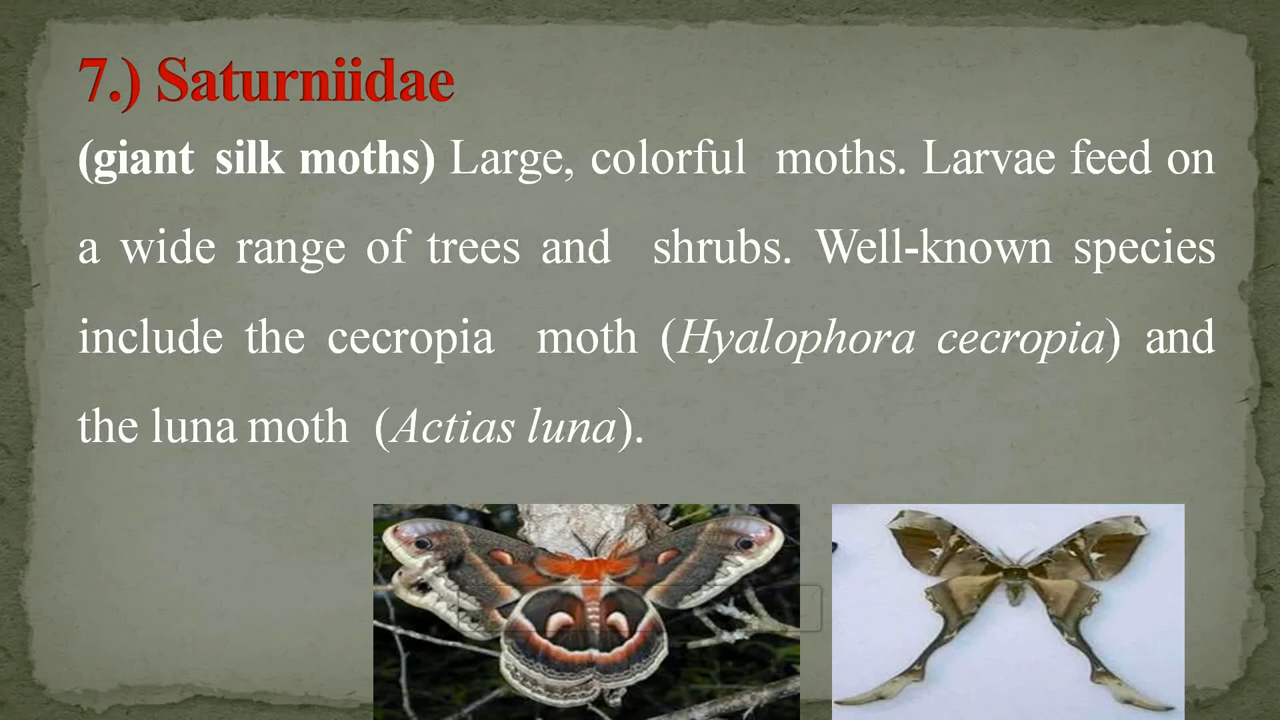 7.) Saturniidae
(giant silk moths) Large, colorful moths. Larvae feed on
a wide range of trees and shrubs. Well-known species
include the cecropia moth (Hyalophora cecropia) and
the luna moth (Actias luna).